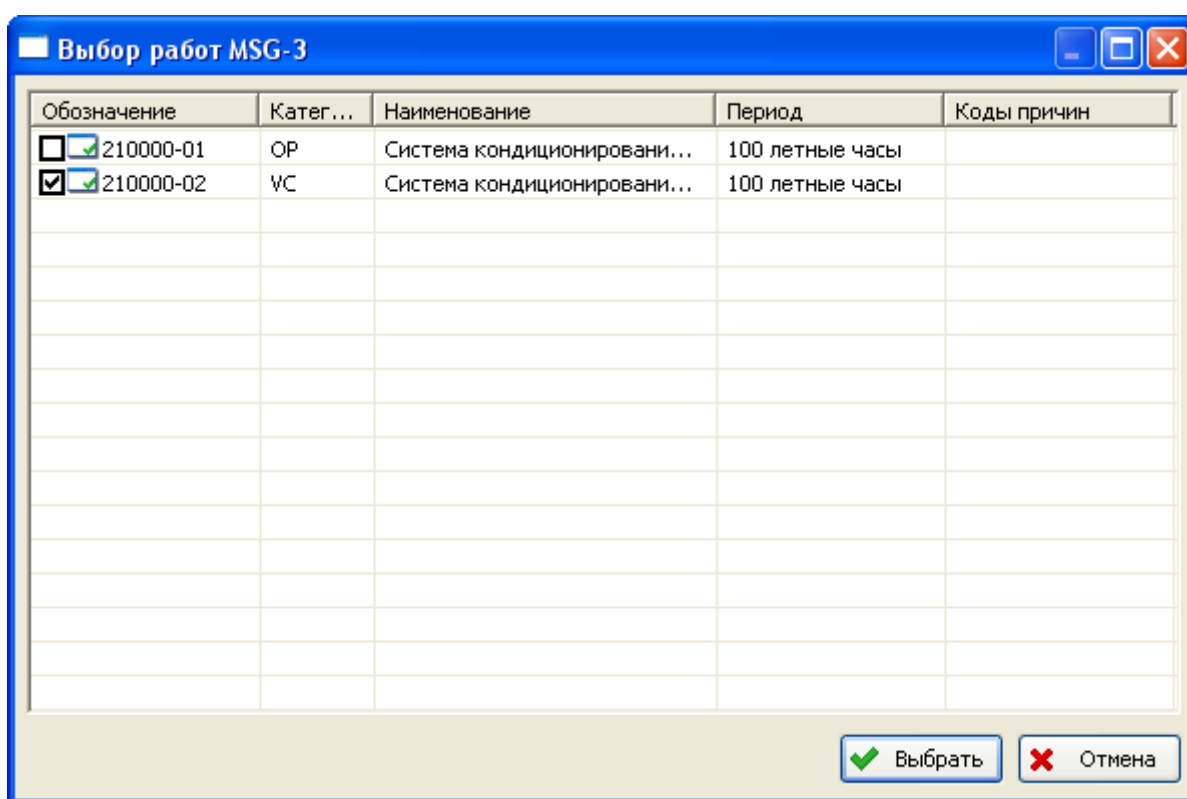 Выбор работ MSG-3
Обозначение Катег... Наименование Период Коды причин
210000-01 OP Система кондиционировани... 100 летные часы
210000-02 VC Система кондиционировани... 100 летные часы
Выбрать Отмена